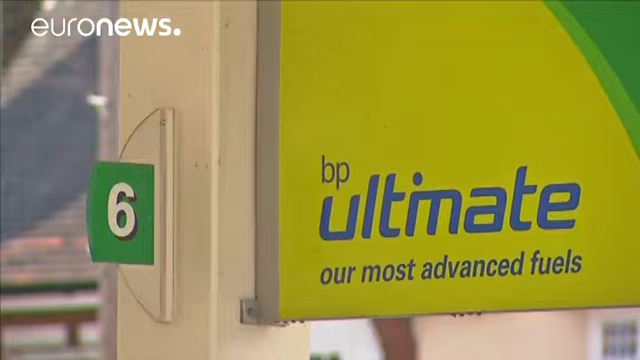 euronews.
6
bp
ultimate
our most advanced fuels